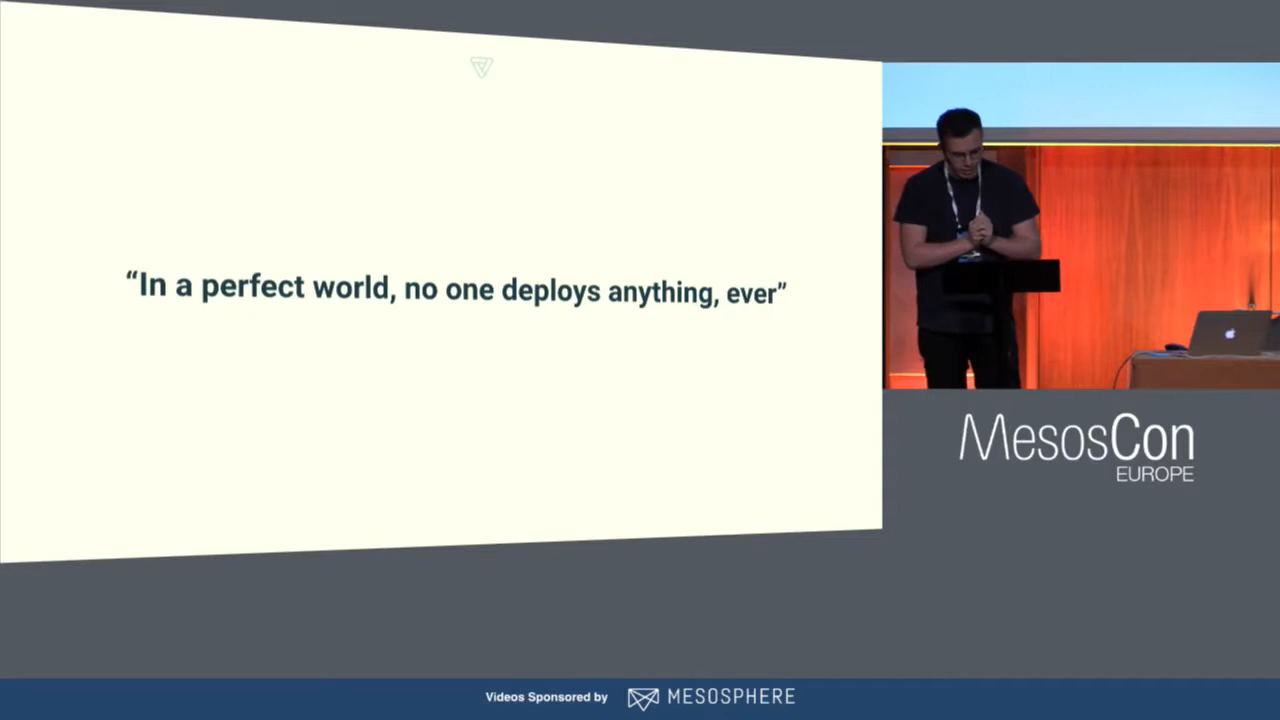 “In a perfect world, no one deploys anything, ever”
MesosCon
EUROPE
Videos Sponsored by MESOSPHERE